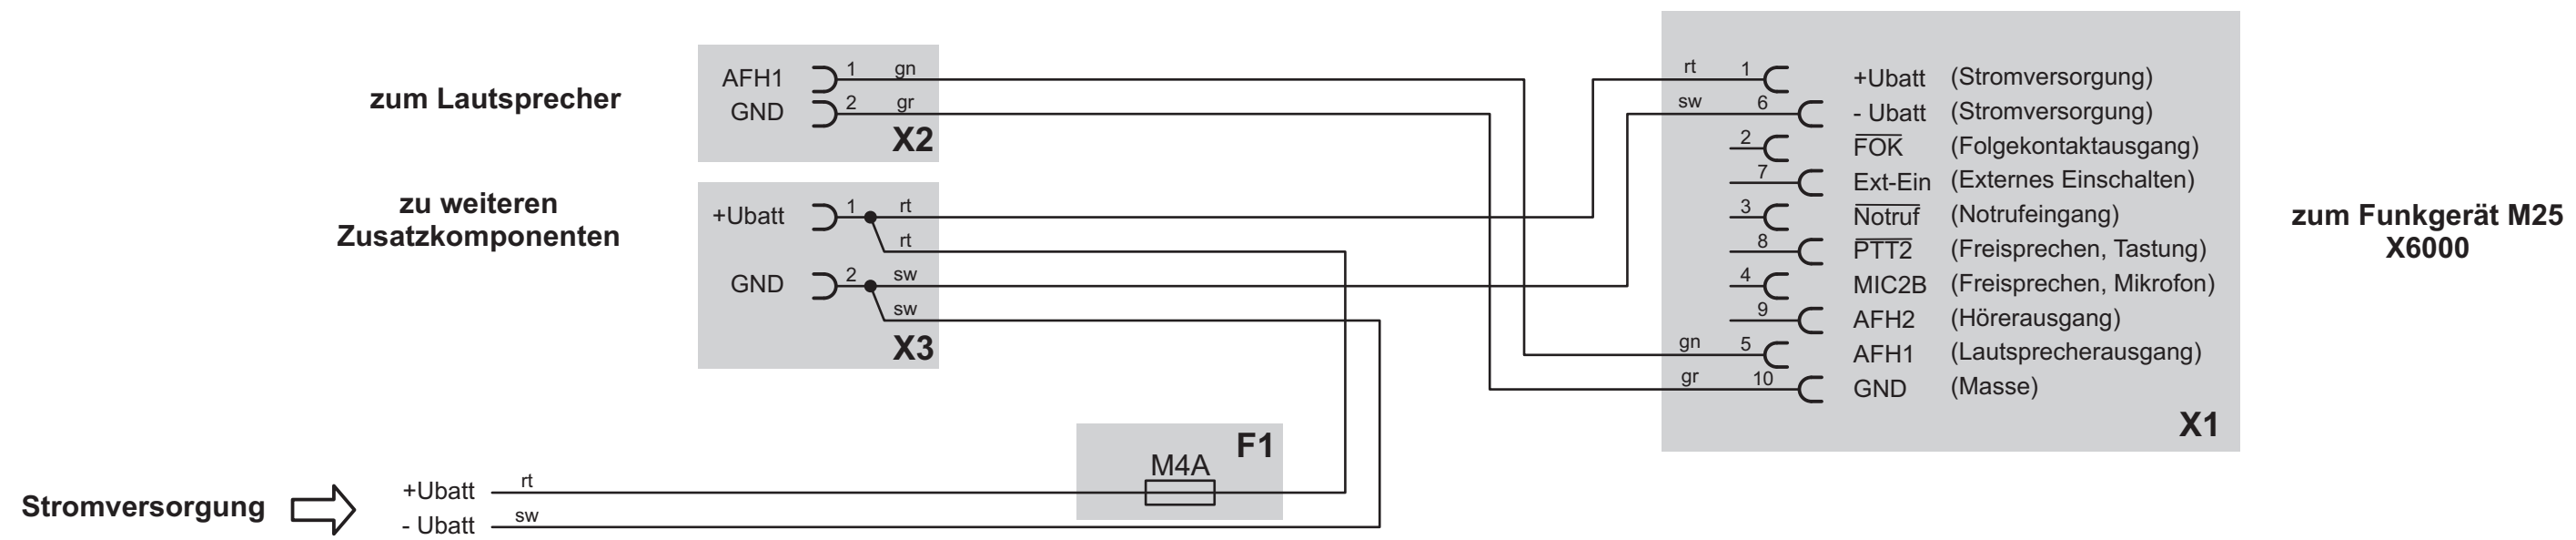 zum Lautsprecher
AFH1 1 gn
GND 2 gr
X2
zu weiteren
Zusatzkomponenten
+Ubatt 1 rt
rt
GND 2 sw
sw
X3
F1
M4A
Stromversorgung
+Ubatt rt
- Ubatt sw
rt 1 +Ubatt (Stromversorgung)
sw 6 - Ubatt (Stromversorgung)
2 F̅O̅K̅ (Folgekontaktausgang)
7 Ext-Ein (Externes Einschalten)
3 N̅o̅t̅r̅u̅f̅ (Notrufeingang)
8 P̅T̅T̅2̅ (Freisprechen, Tastung)
4 MIC2B (Freisprechen, Mikrofon)
9 AFH2 (Hörerausgang)
gn 5 AFH1 (Lautsprecherausgang)
gr 10 GND (Masse)
X1
zum Funkgerät M25
X6000